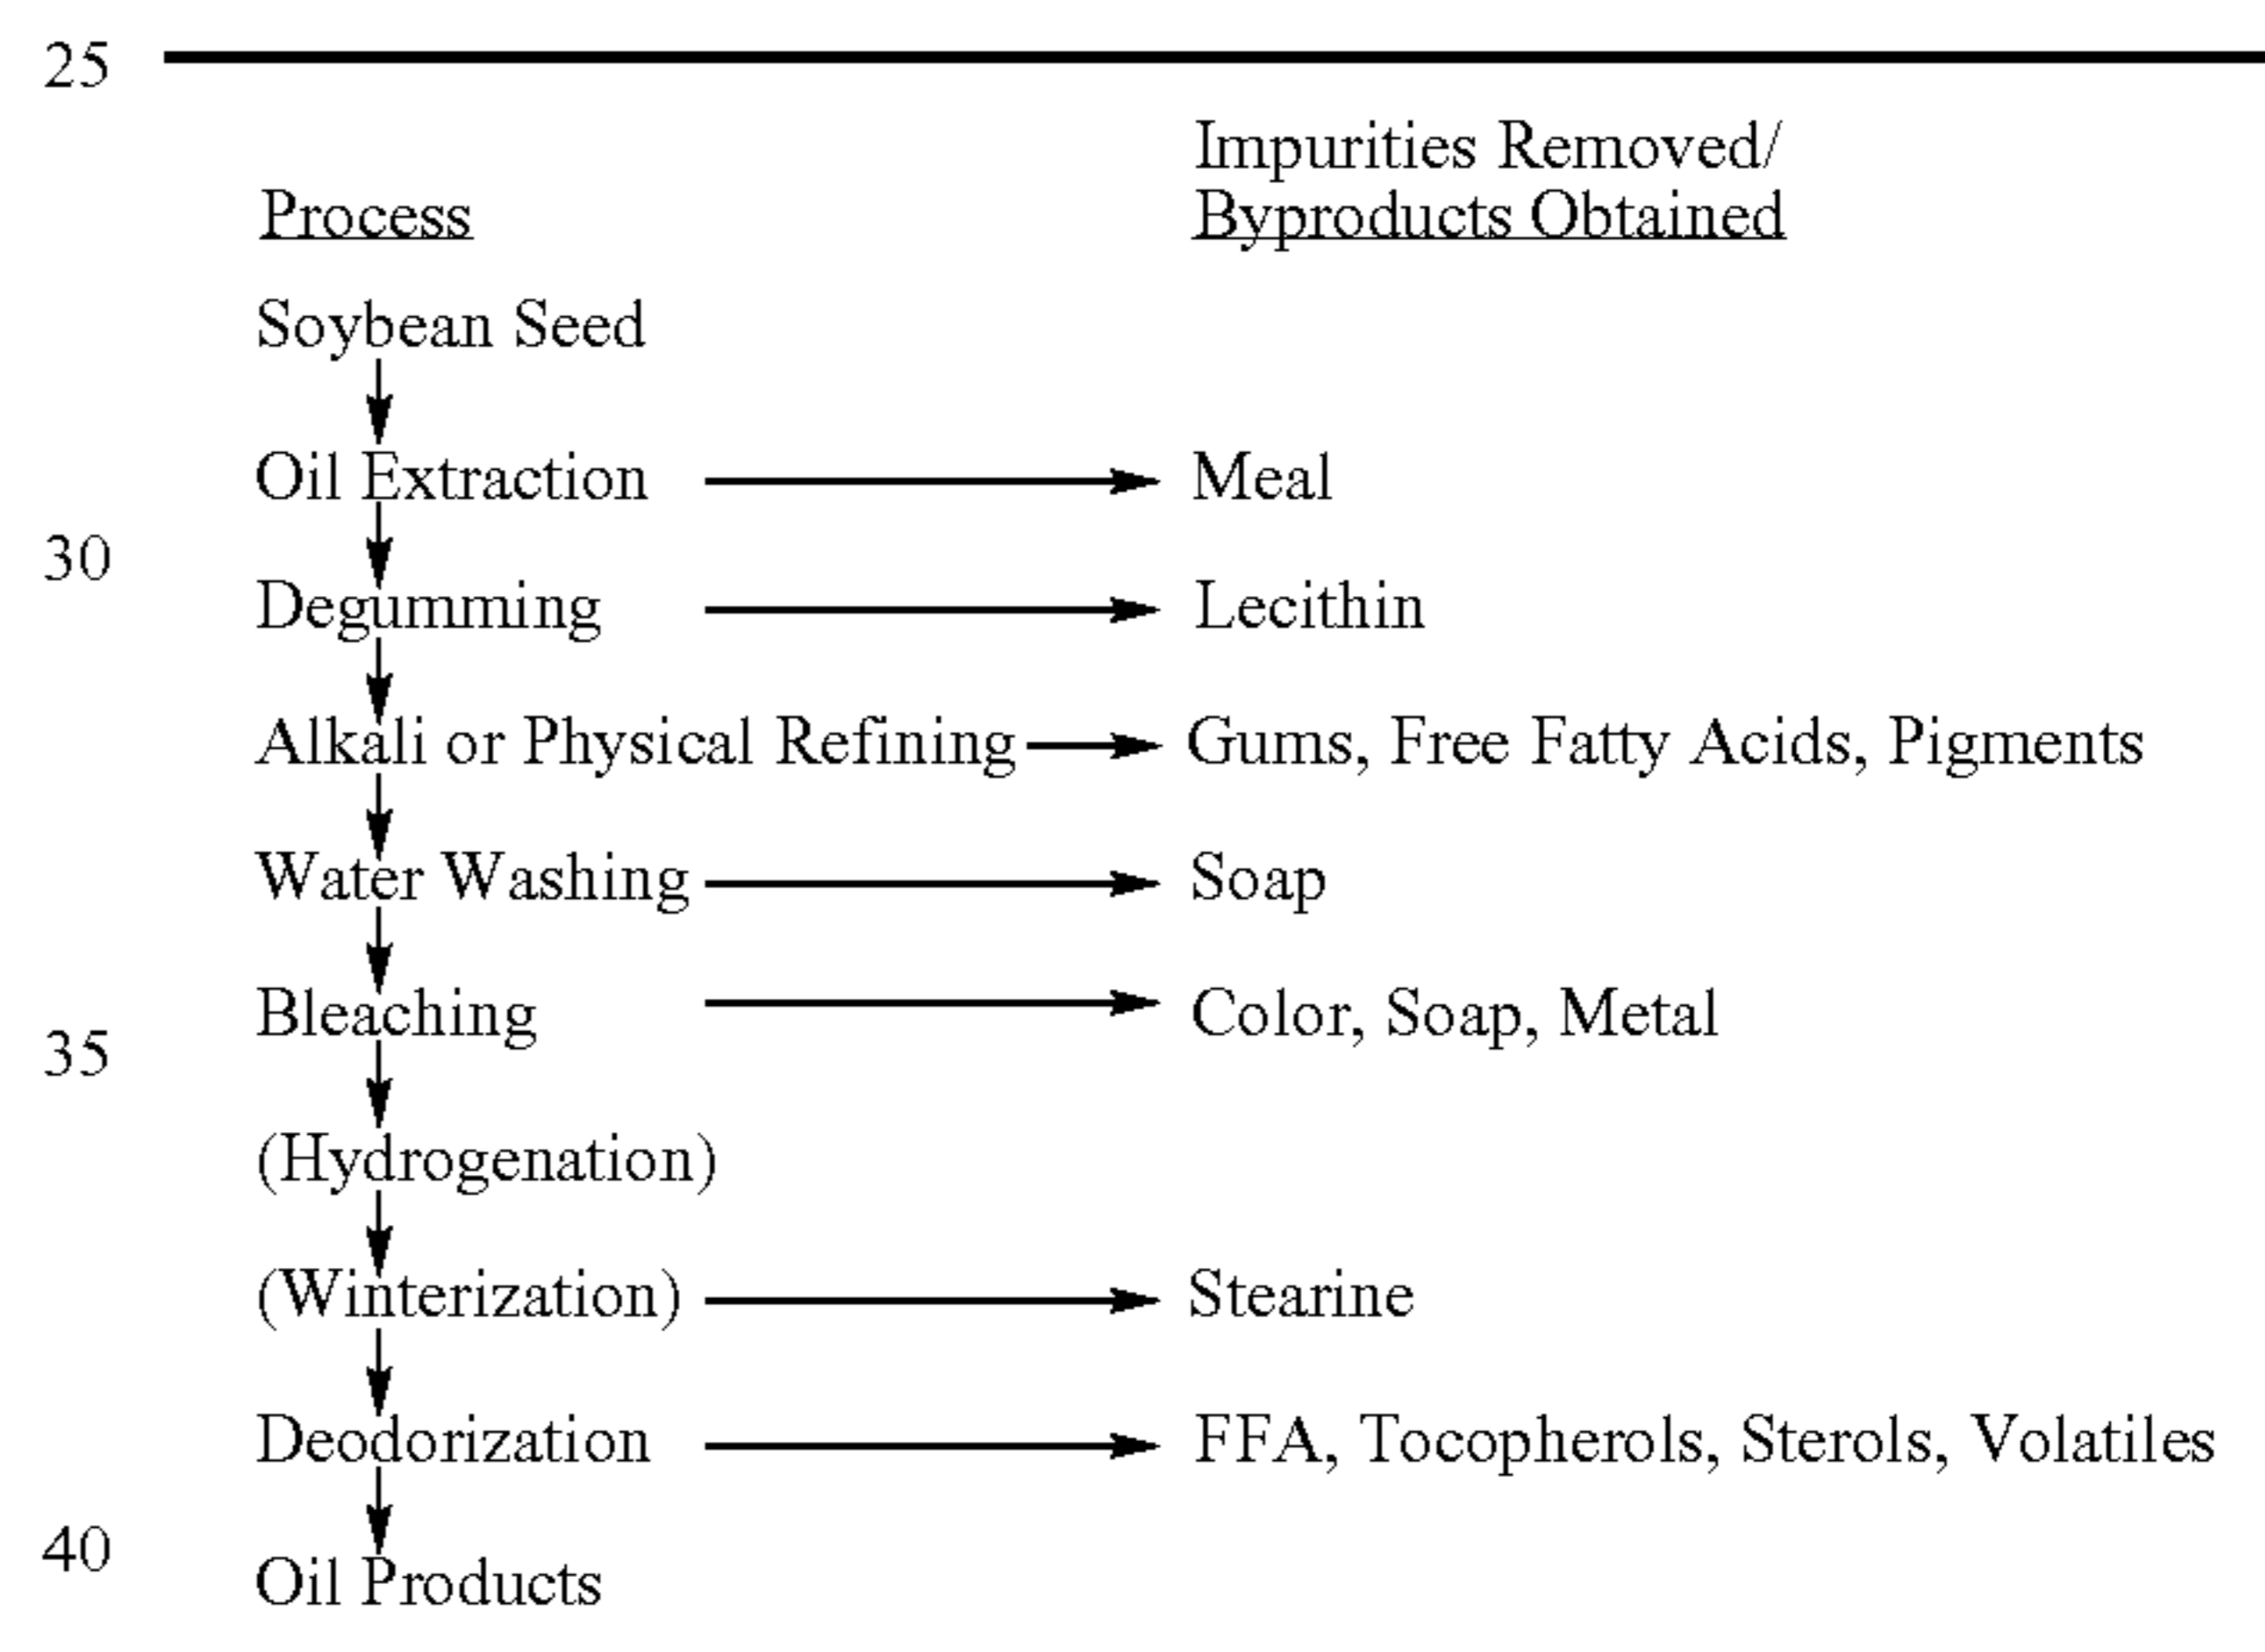 25
Impurities Removed/
Process Byproducts Obtained
Soybean Seed
Oil Extraction Meal
30
Degumming Lecithin
Alkali or Physical Refining Gums, Free Fatty Acids, Pigments
Water Washing Soap
Bleaching Color, Soap, Metal
35
(Hydrogenation)
(Winterization) Stearine
Deodorization FFA, Tocopherols, Sterols, Volatiles
40
Oil Products